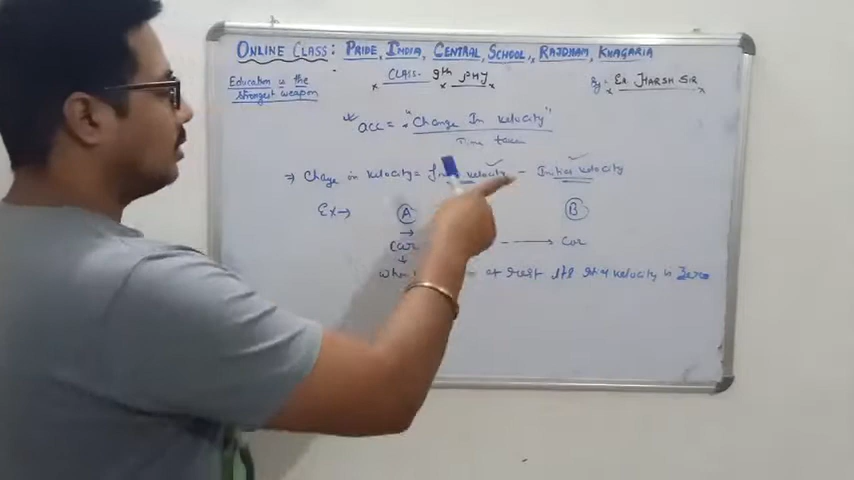 ONLINE CLASS: PRIDE, INDIA, CENTRAL, SCHOOL, RAJDHAM, KHAGARIA
Education is the
strongest weapon
CLASS- 9th PHY
By:- Er. HARSH SIR
* acc = "Change In velocity"
Time taken
⇒ Change in velocity = velocity - Initial velocity
Ex→ A B
→
Car → Car
↓
at rest velocity is Zero